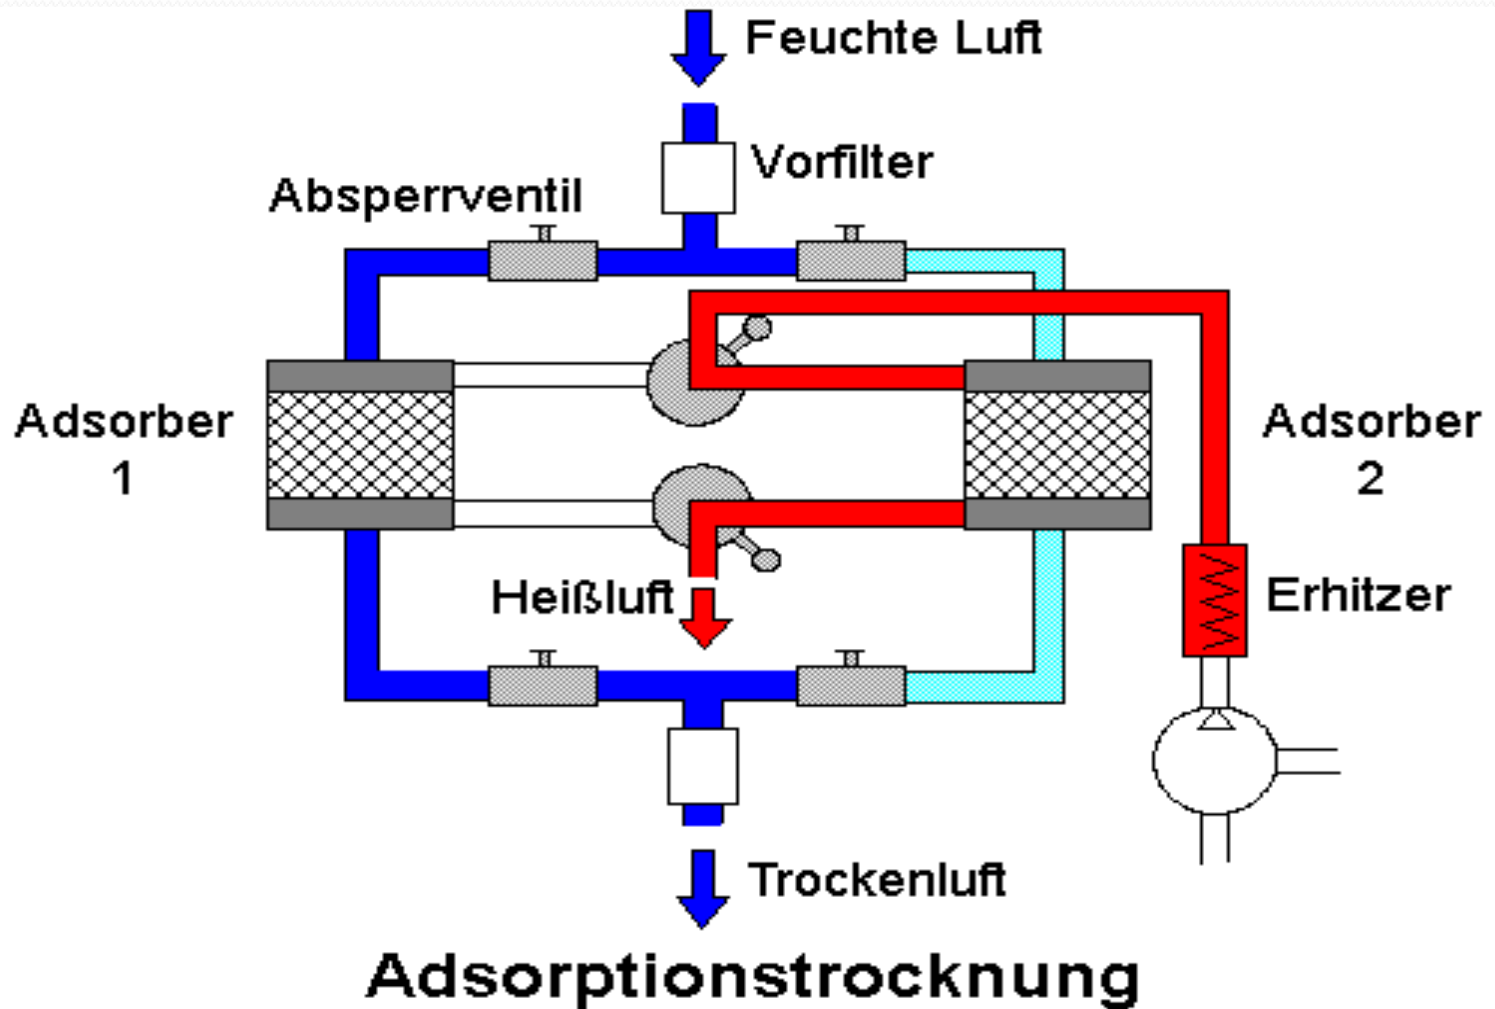 Feuchte Luft
Vorfilter
Absperrventil
Adsorber
1
Adsorber
2
Heißluft
Erhitzer
Trockenluft
Adsorptionstrocknung